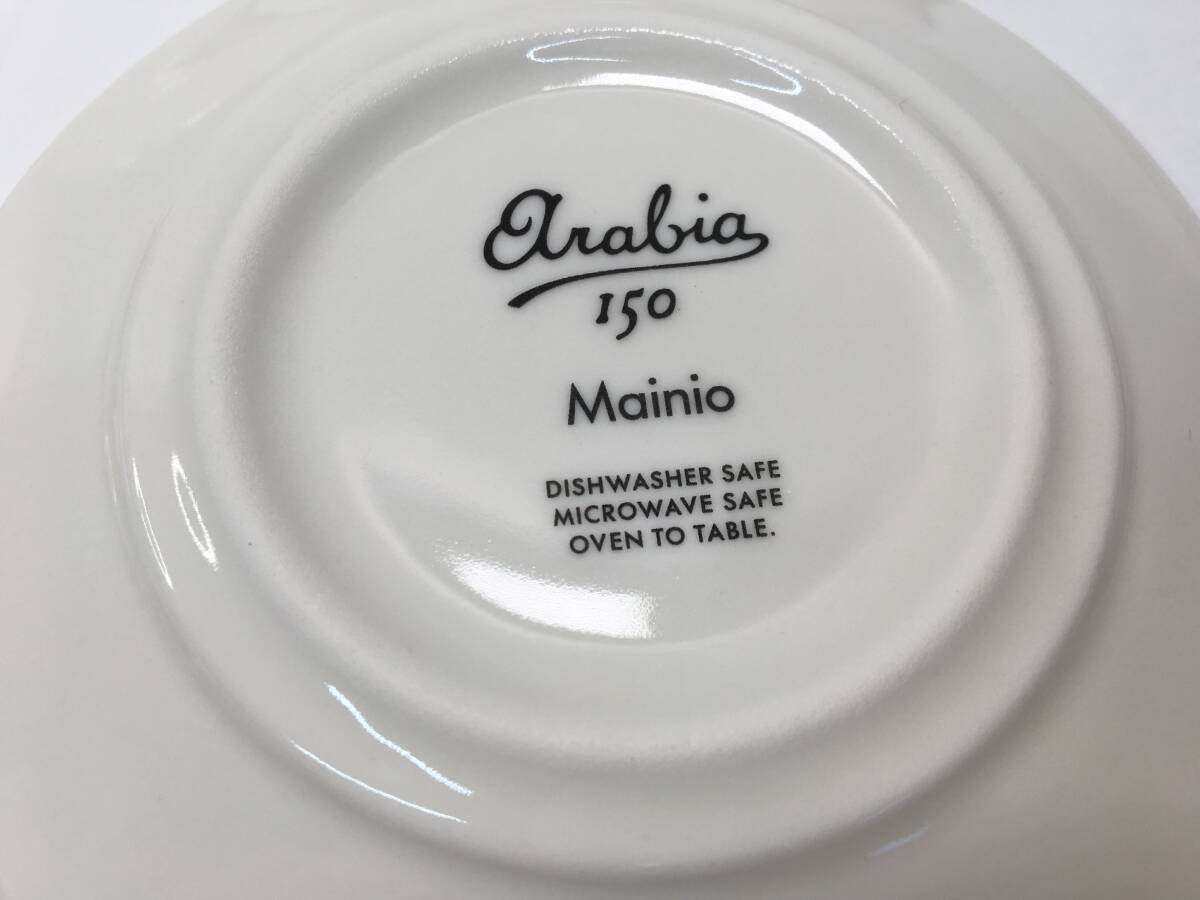 Arabia
150
Mainio
DISHWASHER SAFE
MICROWAVE SAFE
OVEN TO TABLE.